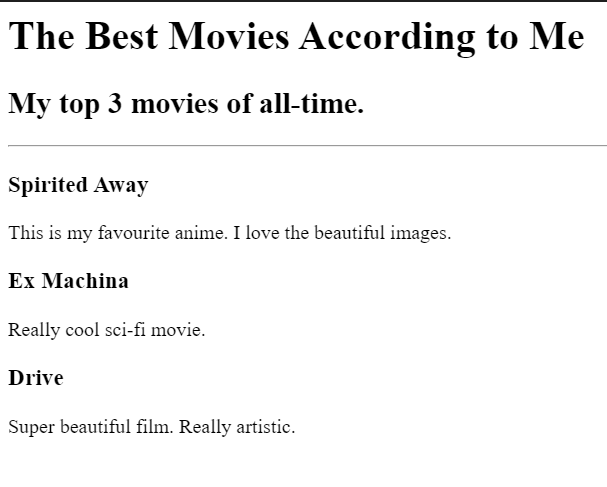 The Best Movies According to Me
My top 3 movies of all-time.
Spirited Away
This is my favourite anime. I love the beautiful images.
Ex Machina
Really cool sci-fi movie.
Drive
Super beautiful film. Really artistic.